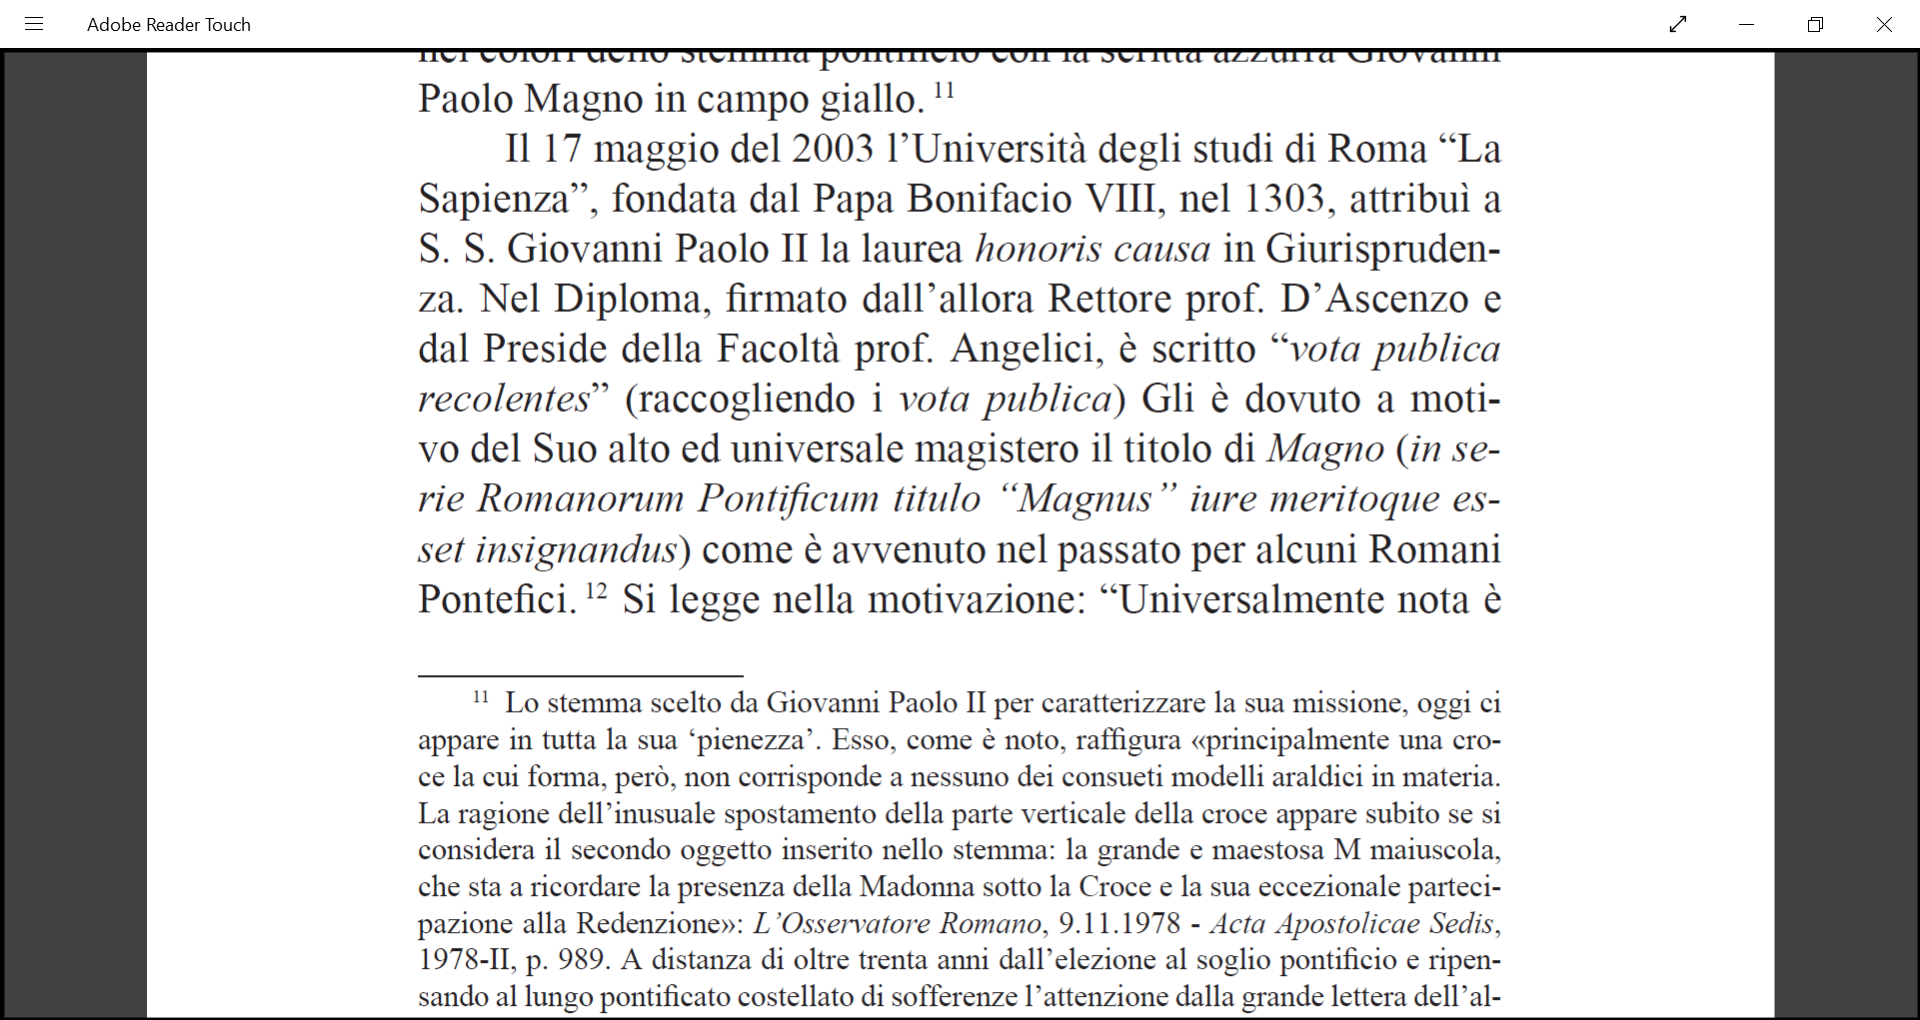 Adobe Reader Touch
nei colori dello stemma pontificio con la scritta azzurra Giovanni
Paolo Magno in campo giallo. 11
Il 17 maggio del 2003 l’Università degli studi di Roma “La
Sapienza”, fondata dal Papa Bonifacio VIII, nel 1303, attribuì a
S. S. Giovanni Paolo II la laurea honoris causa in Giurispruden-
za. Nel Diploma, firmato dall’allora Rettore prof. D’Ascenzo e
dal Preside della Facoltà prof. Angelici, è scritto “vota publica
recolentes” (raccogliendo i vota publica) Gli è dovuto a moti-
vo del Suo alto ed universale magistero il titolo di Magno (in se-
rie Romanorum Pontificum titulo “Magnus” iure meritoque es-
set insignandus) come è avvenuto nel passato per alcuni Romani
Pontefici. 12 Si legge nella motivazione: “Universalmente nota è
11 Lo stemma scelto da Giovanni Paolo II per caratterizzare la sua missione, oggi ci
appare in tutta la sua ‘pienezza’. Esso, come è noto, raffigura «principalmente una cro-
ce la cui forma, però, non corrisponde a nessuno dei consueti modelli araldici in materia.
La ragione dell’inusuale spostamento della parte verticale della croce appare subito se si
considera il secondo oggetto inserito nello stemma: la grande e maestosa M maiuscola,
che sta a ricordare la presenza della Madonna sotto la Croce e la sua eccezionale parteci-
pazione alla Redenzione»: L’Osservatore Romano, 9.11.1978 - Acta Apostolicae Sedis,
1978-II, p. 989. A distanza di oltre trenta anni dall’elezione al soglio pontificio e ripen-
sando al lungo pontificato costellato di sofferenze l’attenzione dalla grande lettera dell’al-